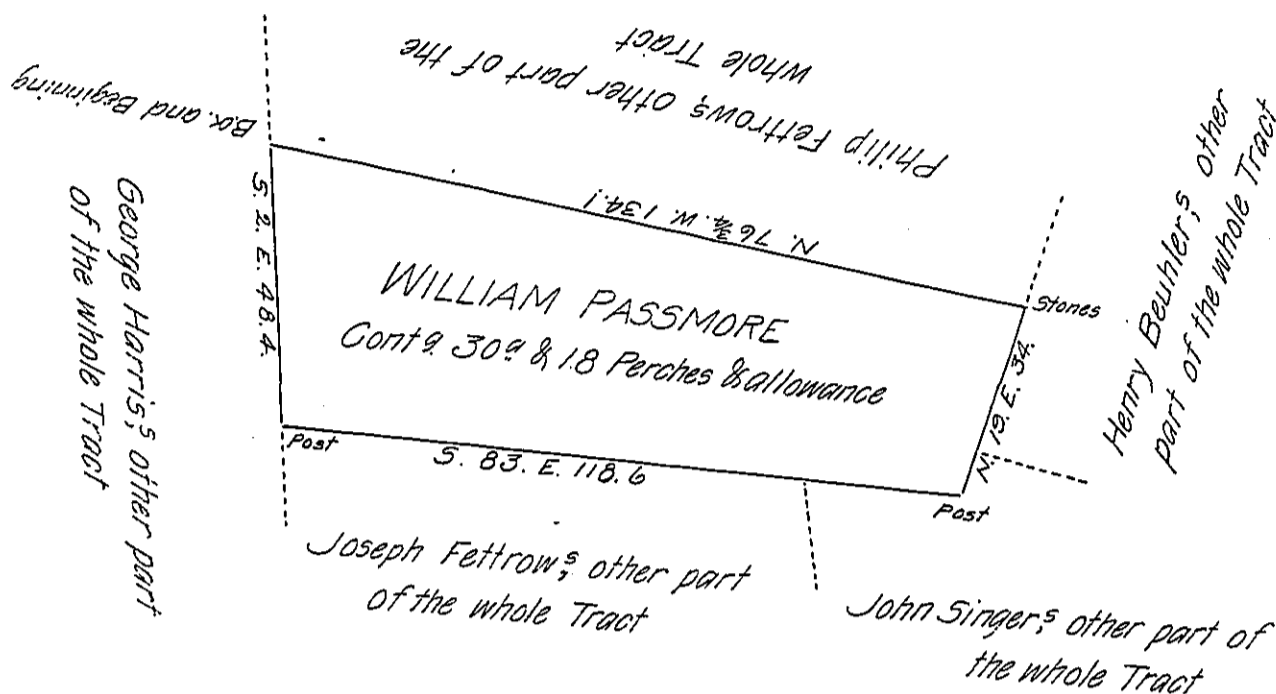 Philip Fettrow,s other part of the
whole Tract
B.o. and Beginning
N. 76¾. W. 134.1
Stones
Henry Beuhler,s other
part of the whole Tract
S. 2. E. 48.4.
George Harris,s other part
of the whole Tract
WILLIAM PASSMORE
Contg 30a & 18 Perches & allowance
N. 19. E. 34.
Post
S. 83. E. 118.6
Post
Joseph Fettrow,s other part
of the whole Tract
John Singer,s other part of
the whole Tract